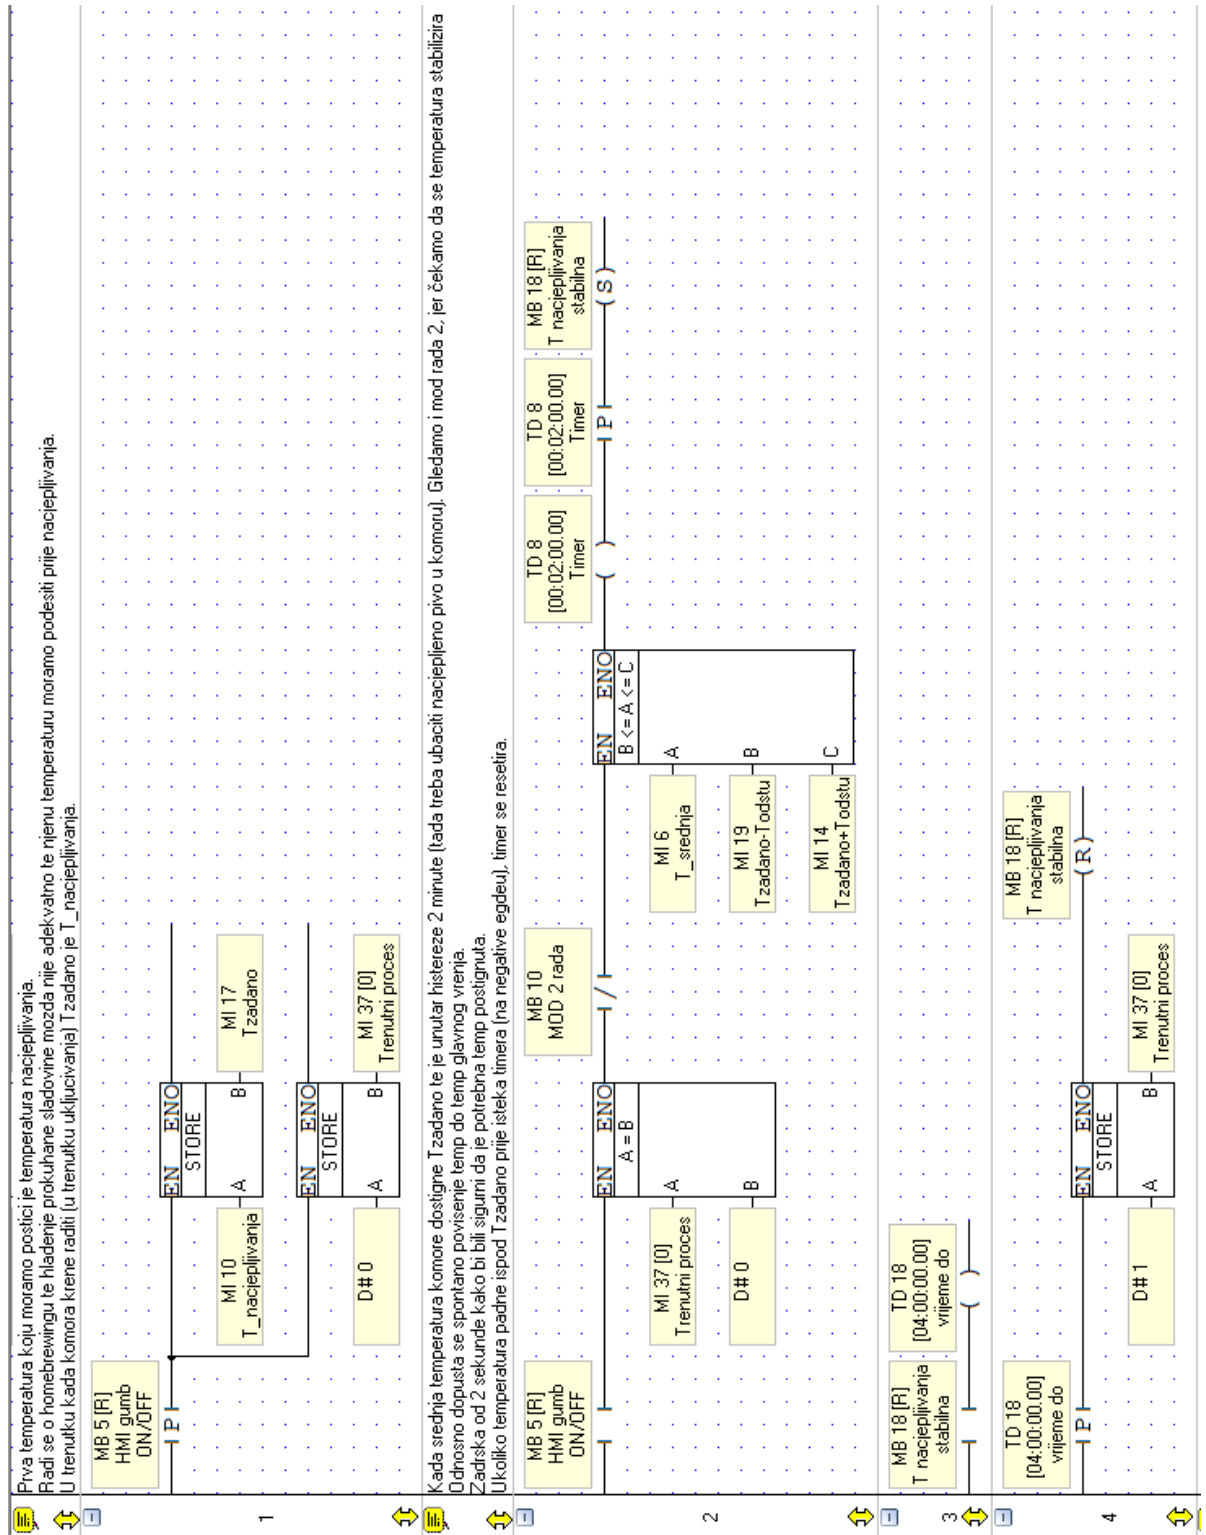 Prva temperatura koju moramo postici je temperatura nacjepljivanja.
Radi se o homebrewingu te hlađenje prokuhane sladovine mozda nije adekvatno te njenu temperaturu moramo podesiti prije nacjepljivanja.
U trenutku kada komora krene raditi (u trenutku ukljucivanja) Tzadano je T_nacjepljivanja.
1
MB 5 [R]
HMI gumb
ON/OFF
P
EN ENO
STORE
A
B
MI 10
T_nacjepljivanja
MI 17
Tzadano
EN ENO
STORE
A
B
D# 0
MI 37 [0]
Trenutni proces
Kada srednja temperatura komore dostigne Tzadano te je unutar histereze 2 minute (tada treba ubaciti nacjepljeno pivo u komoru). Gledamo i mod rada 2, jer čekamo da se temperatura stabilizira
Odnosno dopusta se spontano povisenje temp do temp glavnog vrenja.
Zadrska od 2 sekunde kako bi bili sigurni da je potrebna temp postignuta.
Ukoliko temperatura padne ispod Tzadano prije isteka timera (na negative egdeu), timer se resetira.
2
MB 5 [R]
HMI gumb
ON/OFF
EN ENO
A = B
A
B
MI 37 [0]
Trenutni proces
D# 0
MB 10
MOD 2 rada
/
EN ENO
B <= A <= C
A
B
C
MI 6
T_srednja
MI 19
Tzadano-Todstu
MI 14
Tzadano+Todstu
TD 8
[00:02:00.00]
Timer
( )
TD 8
[00:02:00.00]
Timer
P
MB 18 [R]
T nacjepljivanja
stabilna
(S)
3
MB 18 [R]
T nacjepljivanja
stabilna
TD 18
[04:00:00.00]
vrijeme do
( )
4
TD 18
[04:00:00.00]
vrijeme do
P
EN ENO
STORE
A
B
D# 1
MI 37 [0]
Trenutni proces
MB 18 [R]
T nacjepljivanja
stabilna
(R)